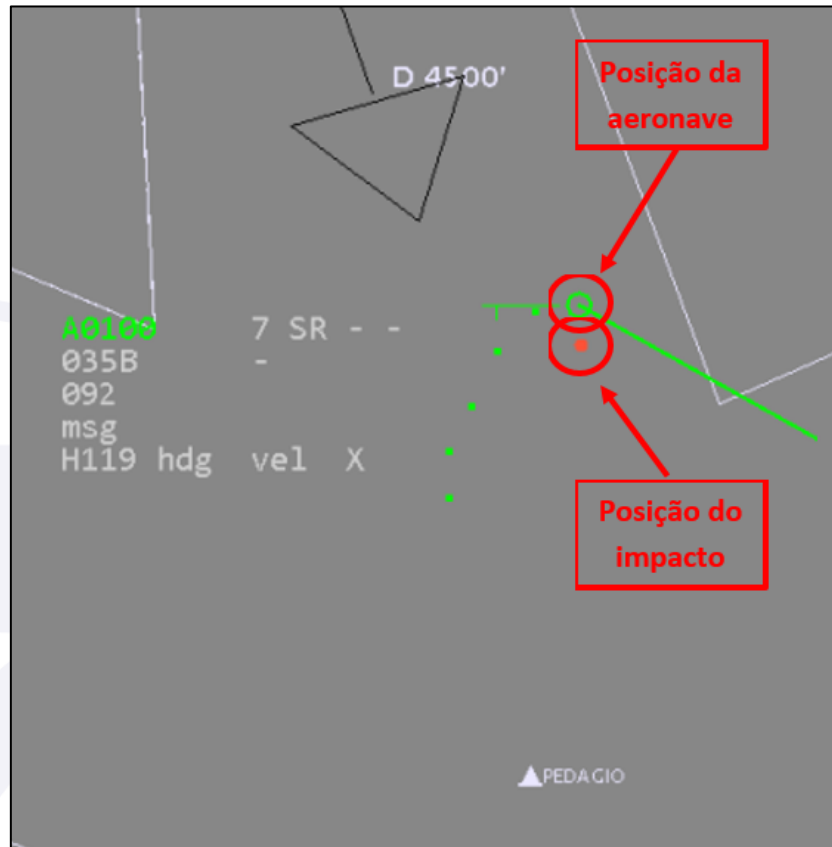 D 4500'
Posição da
aeronave
A0100 7 SR - -
035B -
092
msg
H119 hdg vel X
Posição do
impacto
PEDAGIO